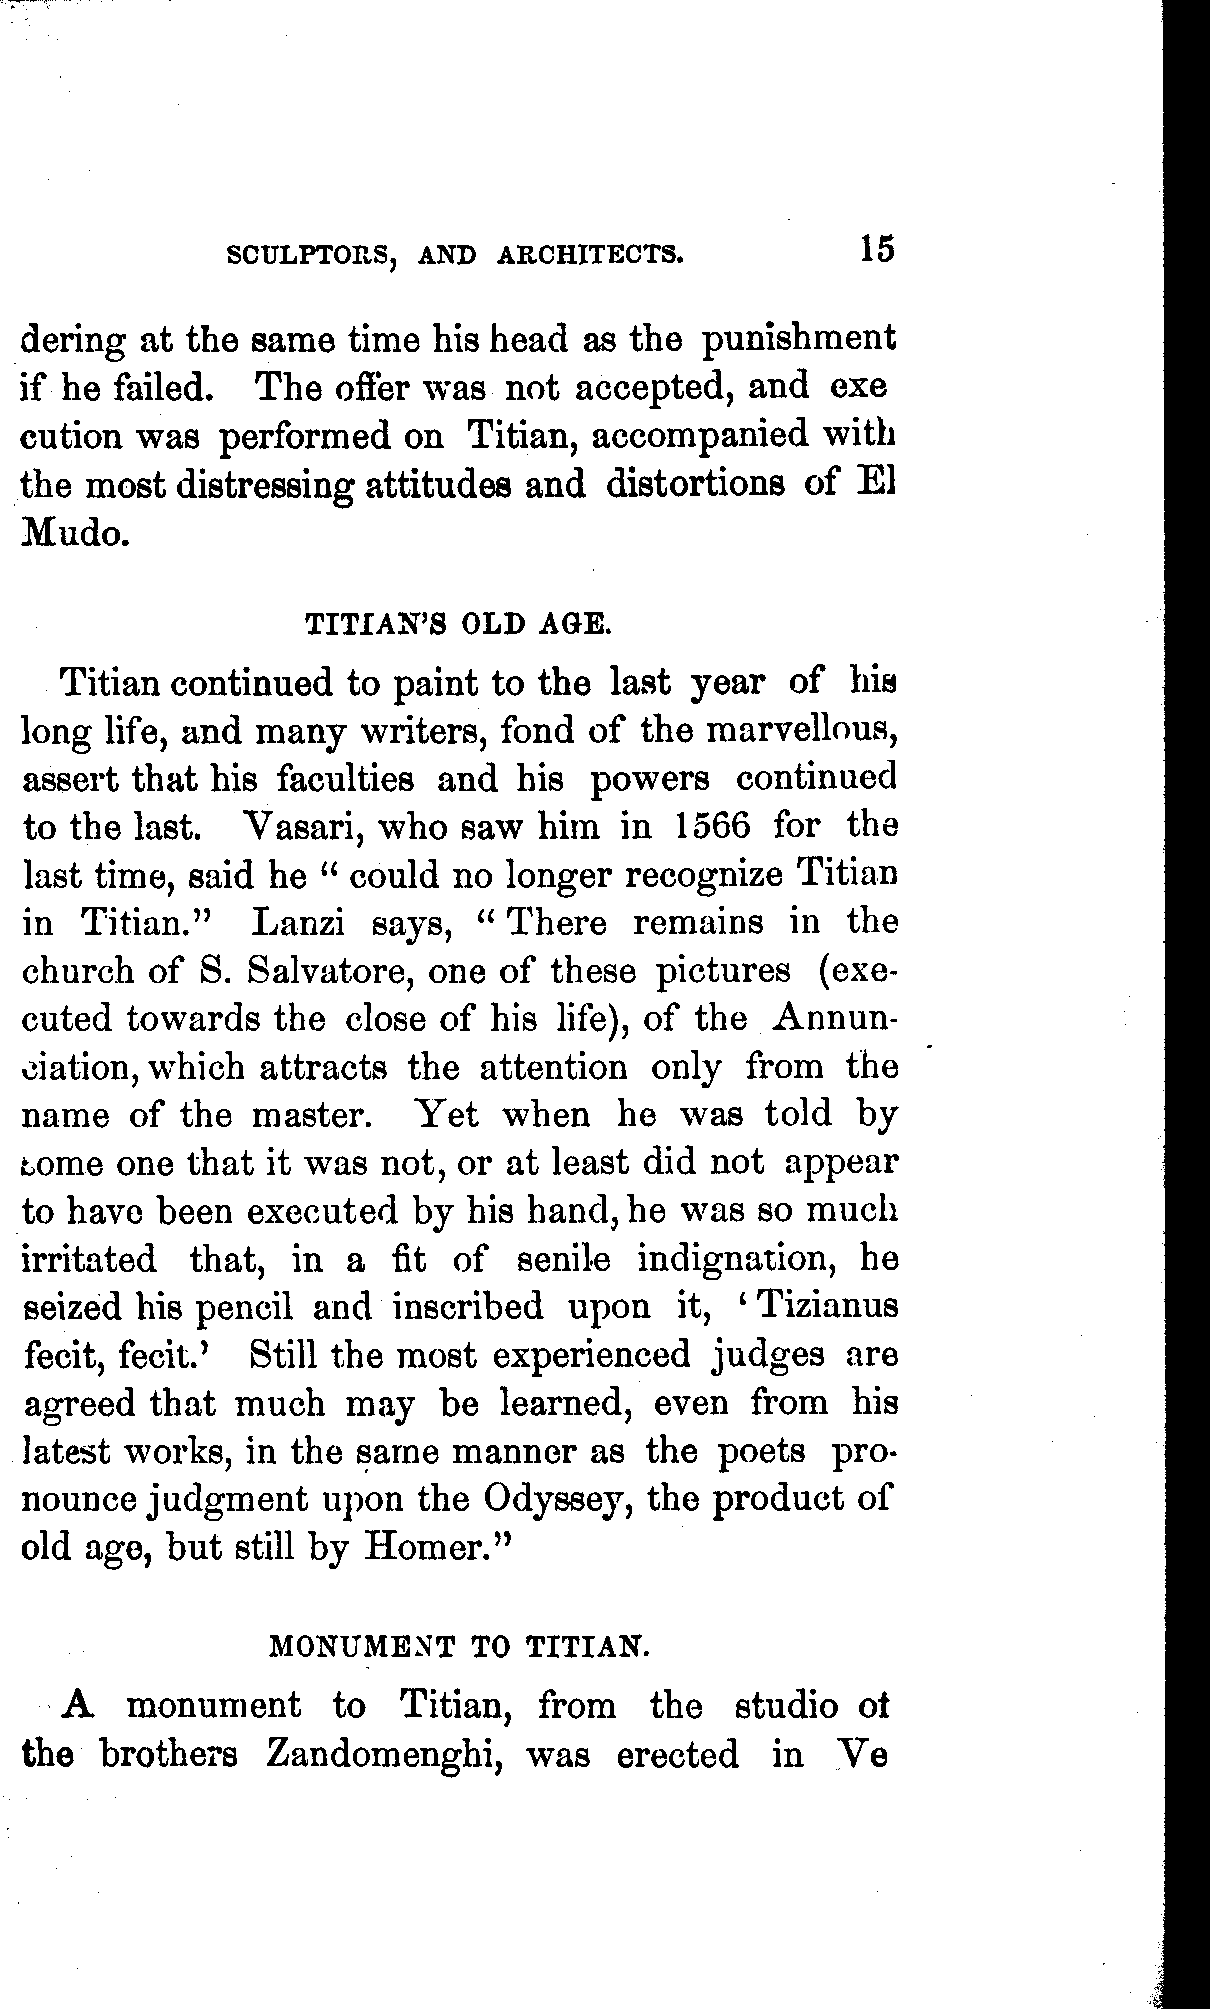 SCULPTORS, AND ARCHITECTS. 15
dering at the same time his head as the punishment
if he failed. The offer was not accepted, and exe
cution was performed on Titian, accompanied with
the most distressing attitudes and distortions of El
Mudo.
TITIAN'S OLD AGE.
Titian continued to paint to the last year of his
long life, and many writers, fond of the marvellous,
assert that his faculties and his powers continued
to the last. Vasari, who saw him in 1566 for the
last time, said he " could no longer recognize Titian
in Titian." Lanzi says, " There remains in the
church of S. Salvatore, one of these pictures (exe-
cuted towards the close of his life), of the Annun-
ciation, which attracts the attention only from the
name of the master. Yet when he was told by
some one that it was not, or at least did not appear
to have been executed by his hand, he was so much
irritated that, in a fit of senile indignation, he
seized his pencil and inscribed upon it, ' Tizianus
fecit, fecit.' Still the most experienced judges are
agreed that much may be learned, even from his
latest works, in the same manner as the poets pro-
nounce judgment upon the Odyssey, the product of
old age, but still by Homer."
MONUMENT TO TITIAN.
A monument to Titian, from the studio of
the brothers Zandomenghi, was erected in Ve